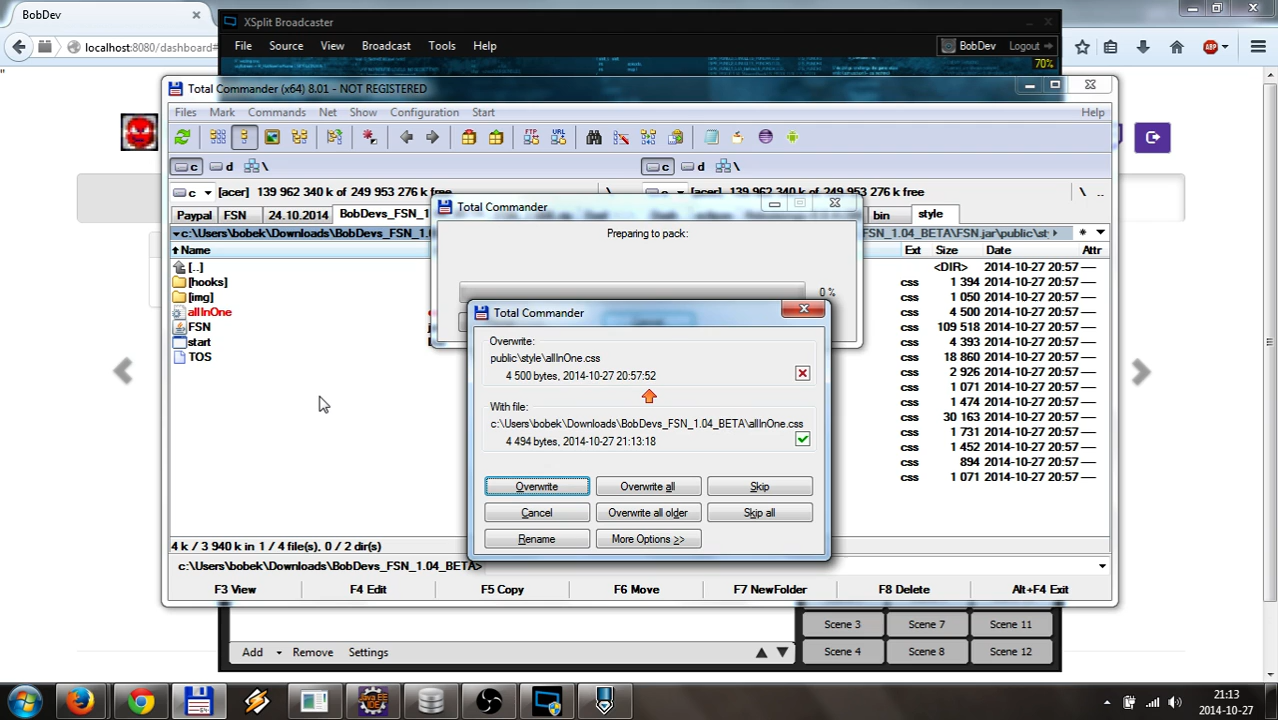 BobDev
XSplit Broadcaster
localhost:8080/dashboard#
File Source View Broadcast Tools Help
BobDev Logout
70%
ABP
"
Total Commander (x64) 8.01 - NOT REGISTERED
Files Mark Commands Net Show Configuration Start Help
FTP URL
c d \
c d \
c [acer] 139 962 340 k of 249 953 276 k free \
c [acer] 139 962 340 k of 249 953 276 k free \ ..
Paypal FSN 24.10.2014 BobDevs_FSN_1
bin style
c:\Users\bobek\Downloads\BobDevs_FSN_1
_FSN_1.04_BETA\FSN.jar\public\st
Name
Ext Size Date Attr
[..]
[hooks]
[img]
allInOne
FSN
start
TOS
<DIR> 2014-10-27 20:57 ----
css 1 394 2014-10-27 20:57 ----
css 1 050 2014-10-27 20:57 ----
css 4 500 2014-10-27 20:57 ----
css 109 518 2014-10-27 20:57 ----
css 4 393 2014-10-27 20:57 ----
css 18 860 2014-10-27 20:57 ----
css 2 926 2014-10-27 20:57 ----
css 1 071 2014-10-27 20:57 ----
css 1 474 2014-10-27 20:57 ----
css 30 163 2014-10-27 20:57 ----
css 1 731 2014-10-27 20:57 ----
css 1 452 2014-10-27 20:57 ----
css 894 2014-10-27 20:57 ----
css 1 071 2014-10-27 20:57 ----
Total Commander
Preparing to pack:
0 %
Total Commander
Overwrite:
public\style\allInOne.css
4 500 bytes, 2014-10-27 20:57:52
With file:
c:\Users\bobek\Downloads\BobDevs_FSN_1.04_BETA\allInOne.css
4 494 bytes, 2014-10-27 21:13:18
Overwrite Overwrite all Skip
Cancel Overwrite all older Skip all
Rename More Options >>
4 k / 3 940 k in 1 / 4 file(s), 0 / 2 dir(s)
c:\Users\bobek\Downloads\BobDevs_FSN_1.04_BETA>
F3 View F4 Edit F5 Copy F6 Move F7 NewFolder F8 Delete Alt+F4 Exit
Scene 3 Scene 7 Scene 11
Scene 4 Scene 8 Scene 12
Add Remove Settings
Java EE
IDE
21:13
2014-10-27